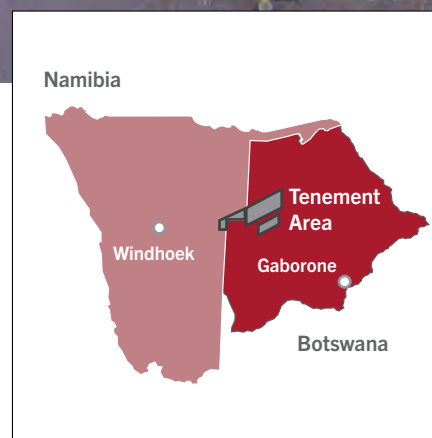 Namibia
Tenement
Area
Windhoek
Gaborone
Botswana